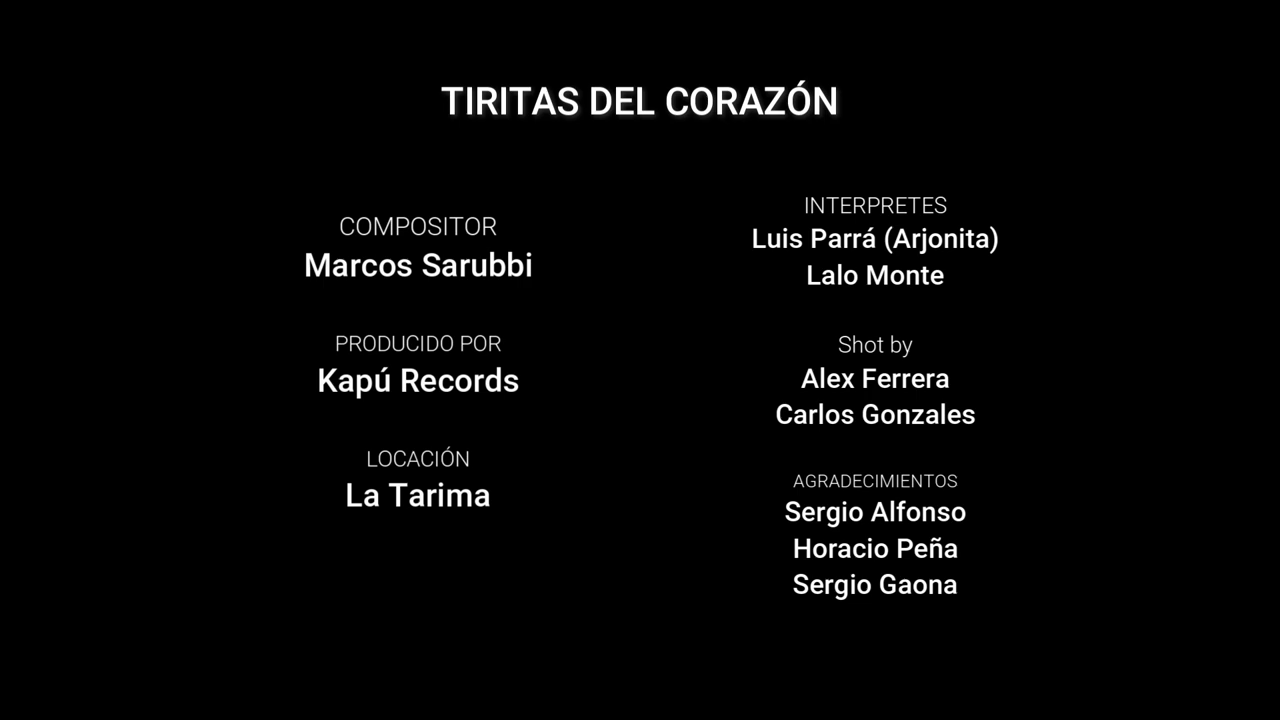 TIRITAS DEL CORAZÓN
COMPOSITOR
Marcos Sarubbi
PRODUCIDO POR
Kapú Records
LOCACIÓN
La Tarima
INTERPRETES
Luis Parrá (Arjonita)
Lalo Monte
Shot by
Alex Ferrera
Carlos Gonzales
AGRADECIMIENTOS
Sergio Alfonso
Horacio Peña
Sergio Gaona